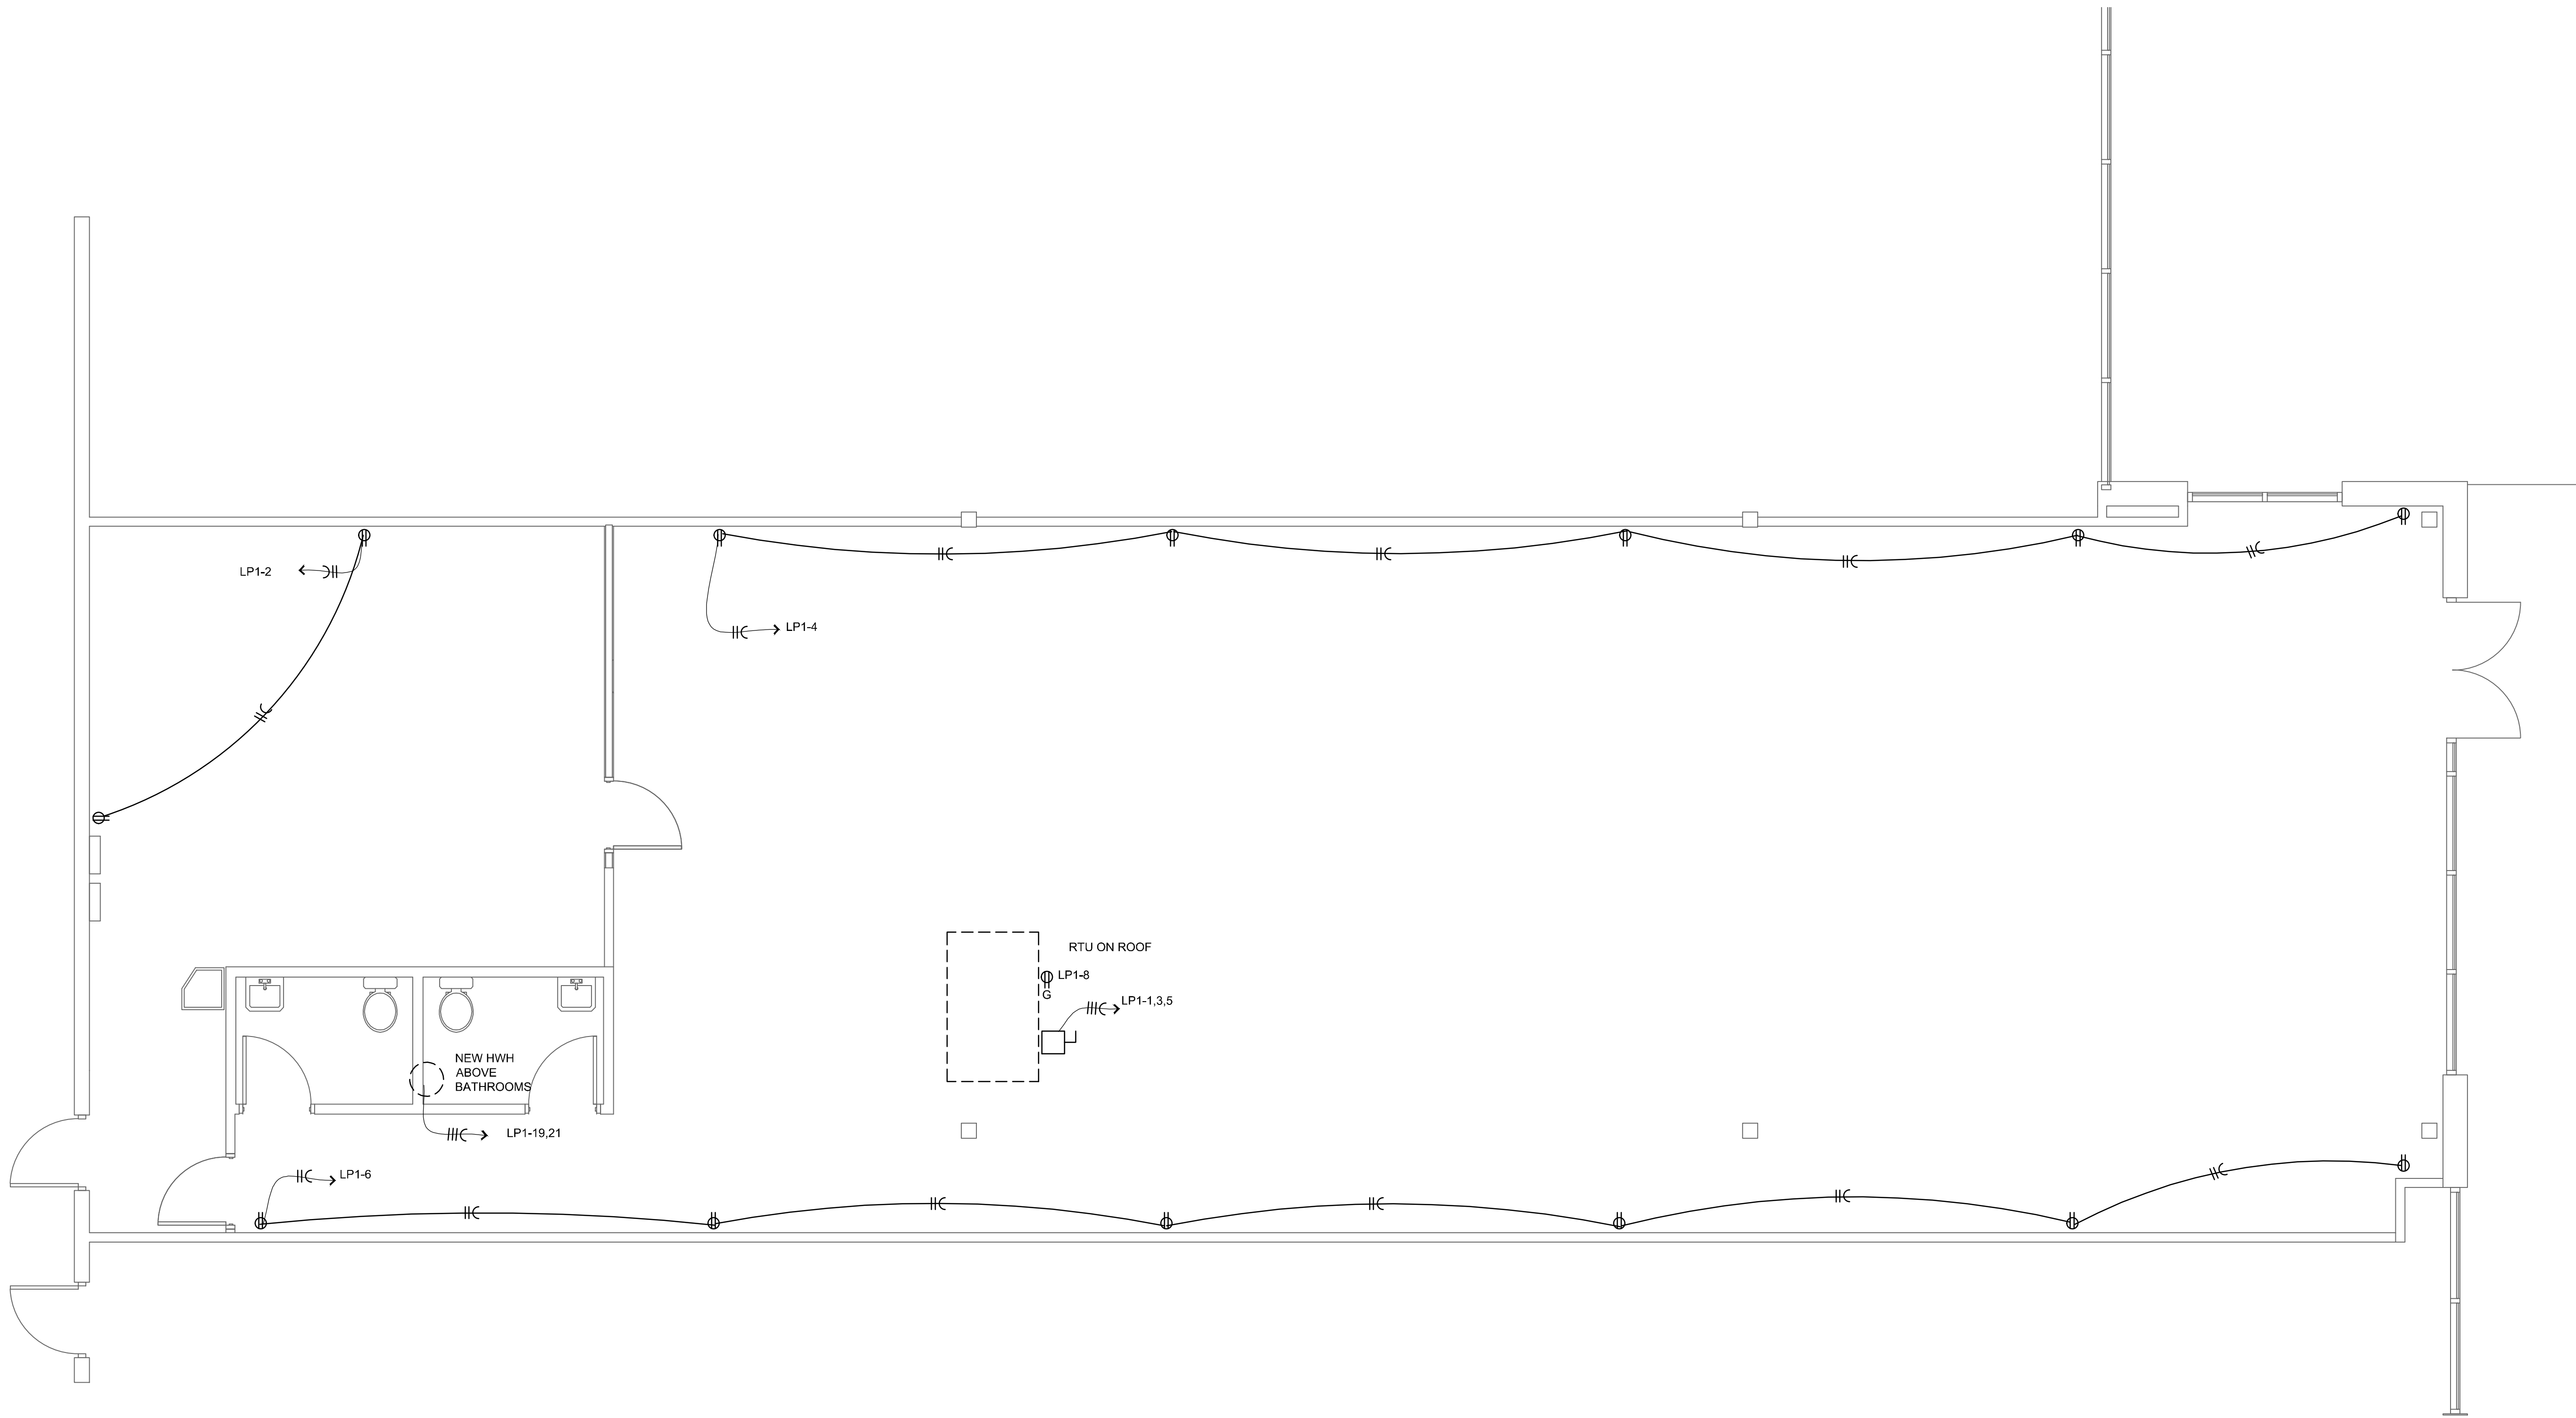 LP1-2
LP1-4
RTU ON ROOF
LP1-8
G
LP1-1,3,5
NEW HWH
ABOVE
BATHROOMS
LP1-19,21
LP1-6